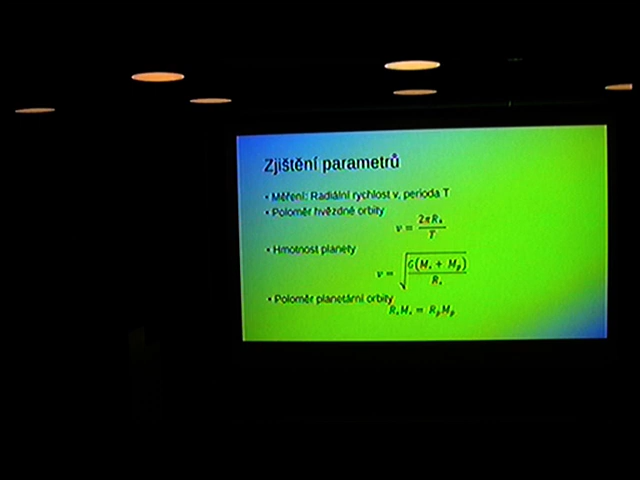 Zjištění parametrů
• Měření: Radiální rychlost v, perioda T
• Poloměr hvězdné orbity
v = 2πR* / T
• Hmotnost planety
v = √(G(M* + Mp) / R*)
• Poloměr planetární orbity
R*M* = RpMp